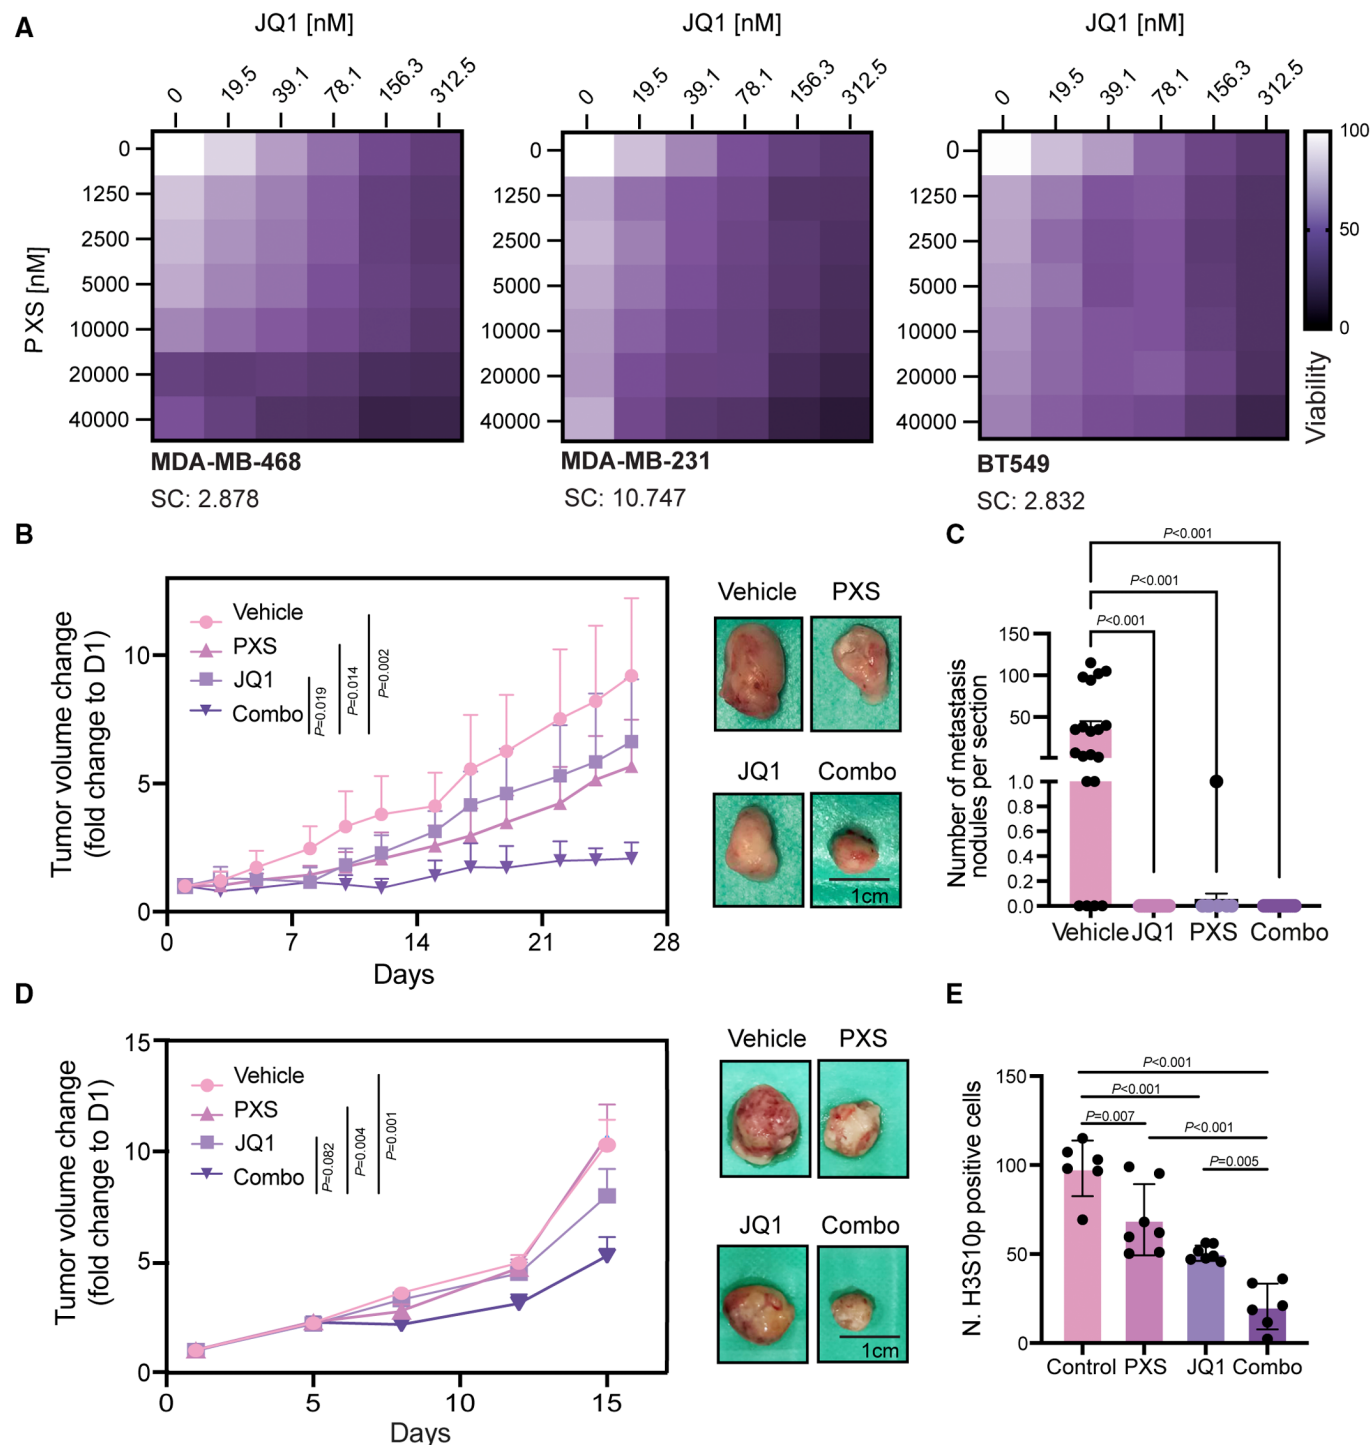 A
JQ1 [nM]
JQ1 [nM]
JQ1 [nM]
0 19.5 39.1 78.1 156.3 312.5
0 19.5 39.1 78.1 156.3 312.5
0 19.5 39.1 78.1 156.3 312.5
PXS [nM]
0
1250
2500
5000
10000
20000
40000
0
1250
2500
5000
10000
20000
40000
0
1250
2500
5000
10000
20000
40000
100
50
0
Viability
MDA-MB-468
SC: 2.878
MDA-MB-231
SC: 10.747
BT549
SC: 2.832
B
Tumor volume change
(fold change to D1)
10
5
0
Vehicle
PXS
JQ1
Combo
P=0.019
P=0.014
P=0.002
0 7 14 21 28
Days
Vehicle PXS
JQ1 Combo
1cm
C
P<0.001
P<0.001
P<0.001
Number of metastasis
nodules per section
150
100
50
1.0
0.8
0.6
0.4
0.2
0.0
Vehicle JQ1 PXS Combo
D
Tumor volume change
(fold change to D1)
15
10
5
0
Vehicle
PXS
JQ1
Combo
P=0.082
P=0.004
P=0.001
0 5 10 15
Days
Vehicle PXS
JQ1 Combo
1cm
E
N. H3S10p positive cells
150
100
50
0
P<0.001
P<0.001
P=0.007
P<0.001
P=0.005
Control PXS JQ1 Combo